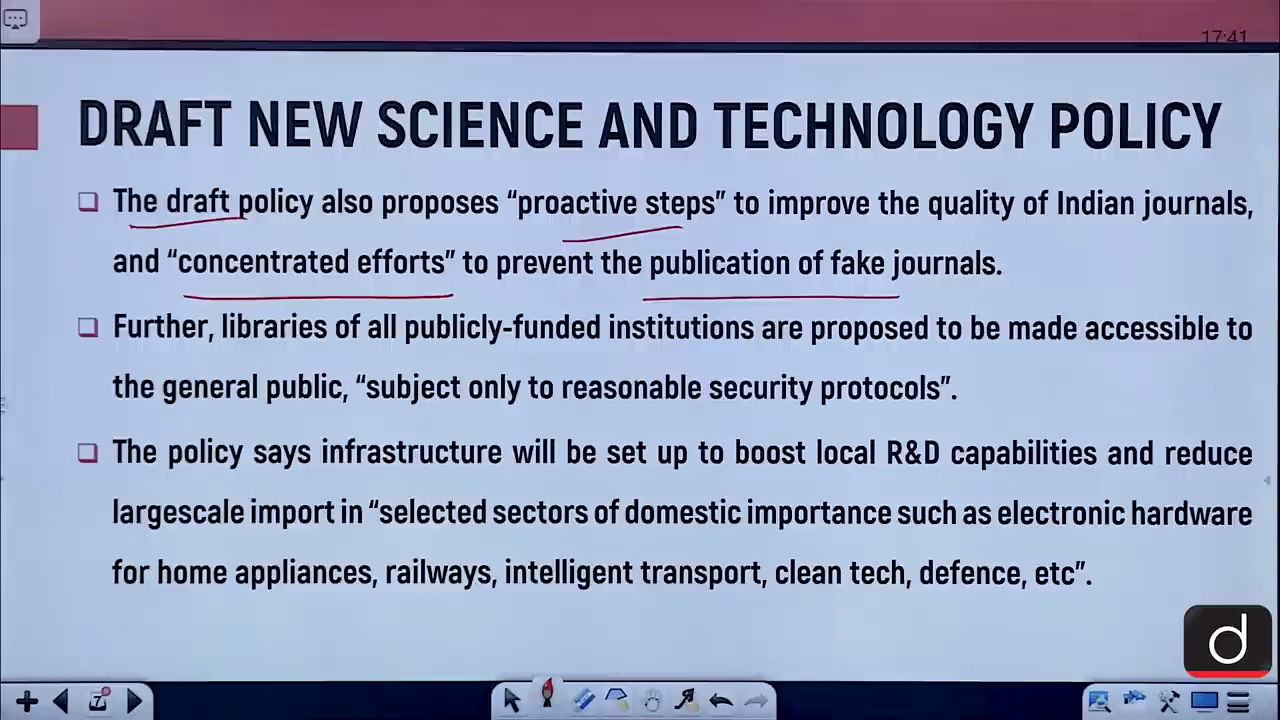 17:41
DRAFT NEW SCIENCE AND TECHNOLOGY POLICY
The draft policy also proposes “proactive steps” to improve the quality of Indian journals,
and “concentrated efforts” to prevent the publication of fake journals.
Further, libraries of all publicly-funded institutions are proposed to be made accessible to
the general public, “subject only to reasonable security protocols”.
The policy says infrastructure will be set up to boost local R&D capabilities and reduce
largescale import in “selected sectors of domestic importance such as electronic hardware
for home appliances, railways, intelligent transport, clean tech, defence, etc”.
d